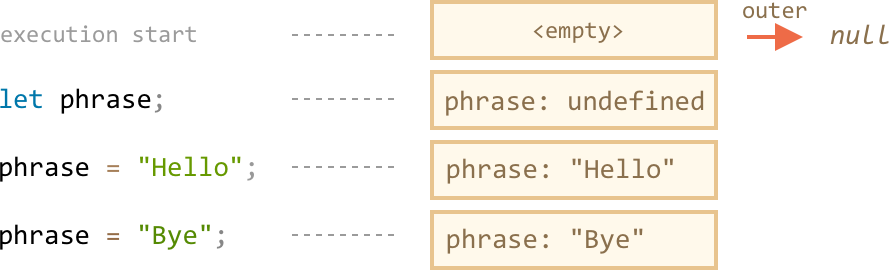 outer
execution start <empty> null
let phrase; phrase: undefined
phrase = "Hello"; phrase: "Hello"
phrase = "Bye"; phrase: "Bye"